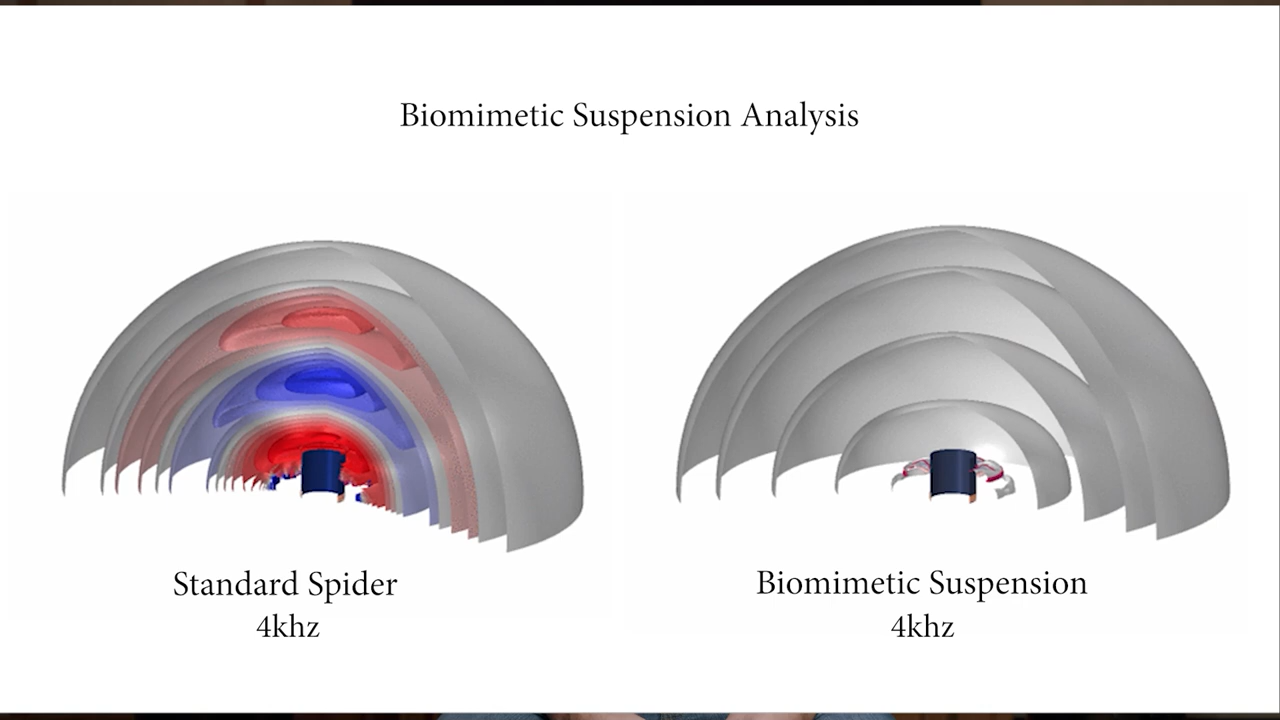 Biomimetic Suspension Analysis
Standard Spider
4khz
Biomimetic Suspension
4khz